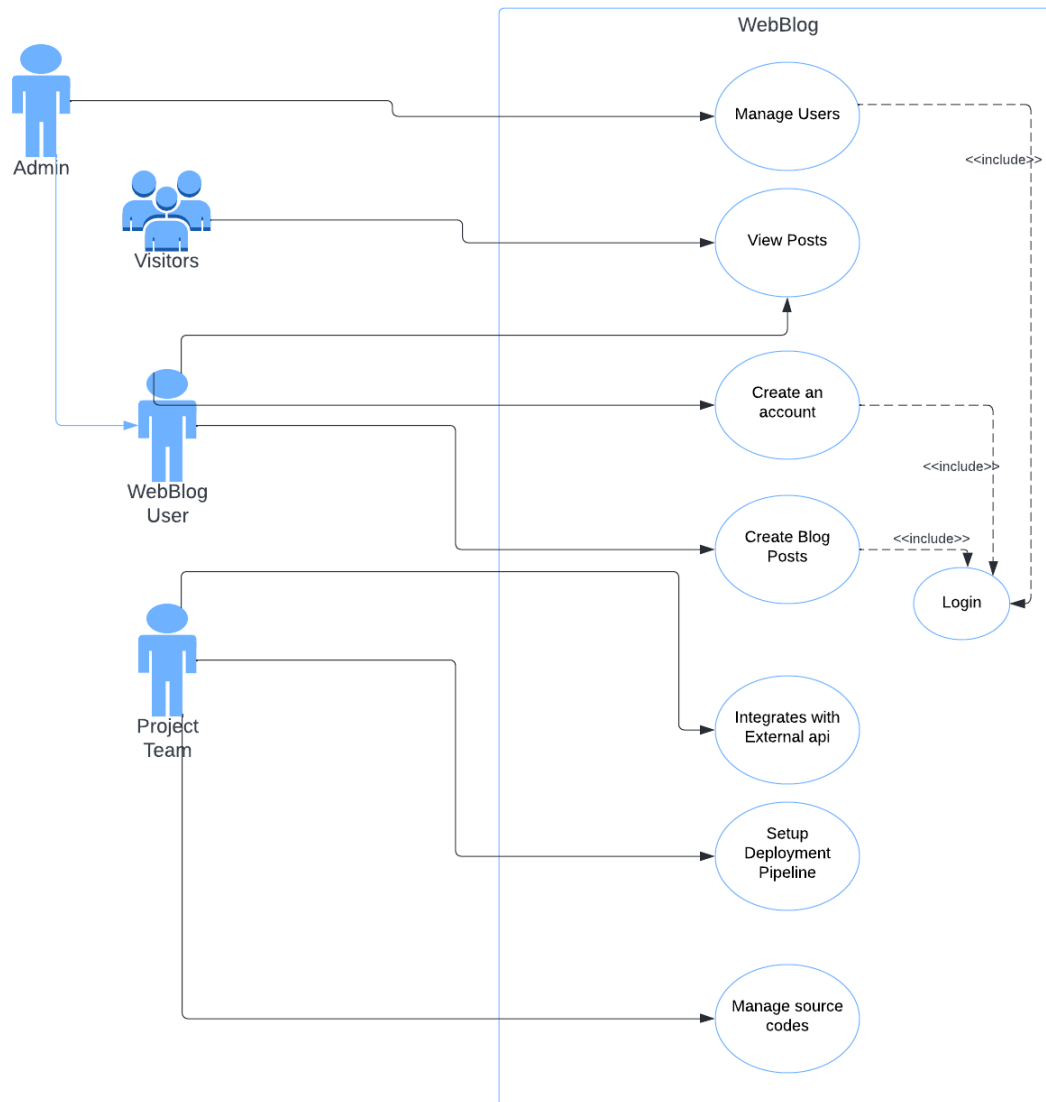 WebBlog
Admin
Manage Users
<<include>>
Visitors
View Posts
Create an
account
<<include>>
WebBlog
User
Create Blog
Posts
<<include>>
Login
Project
Team
Integrates with
External api
Setup
Deployment
Pipeline
Manage source
codes